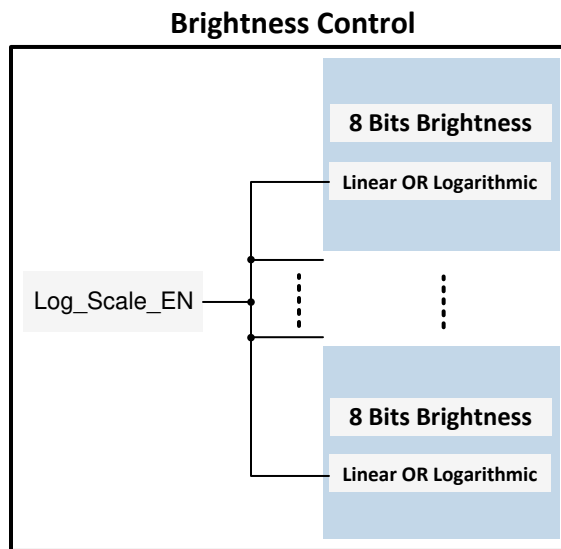 Brightness Control
8 Bits Brightness
Linear OR Logarithmic
Log_Scale_EN
8 Bits Brightness
Linear OR Logarithmic